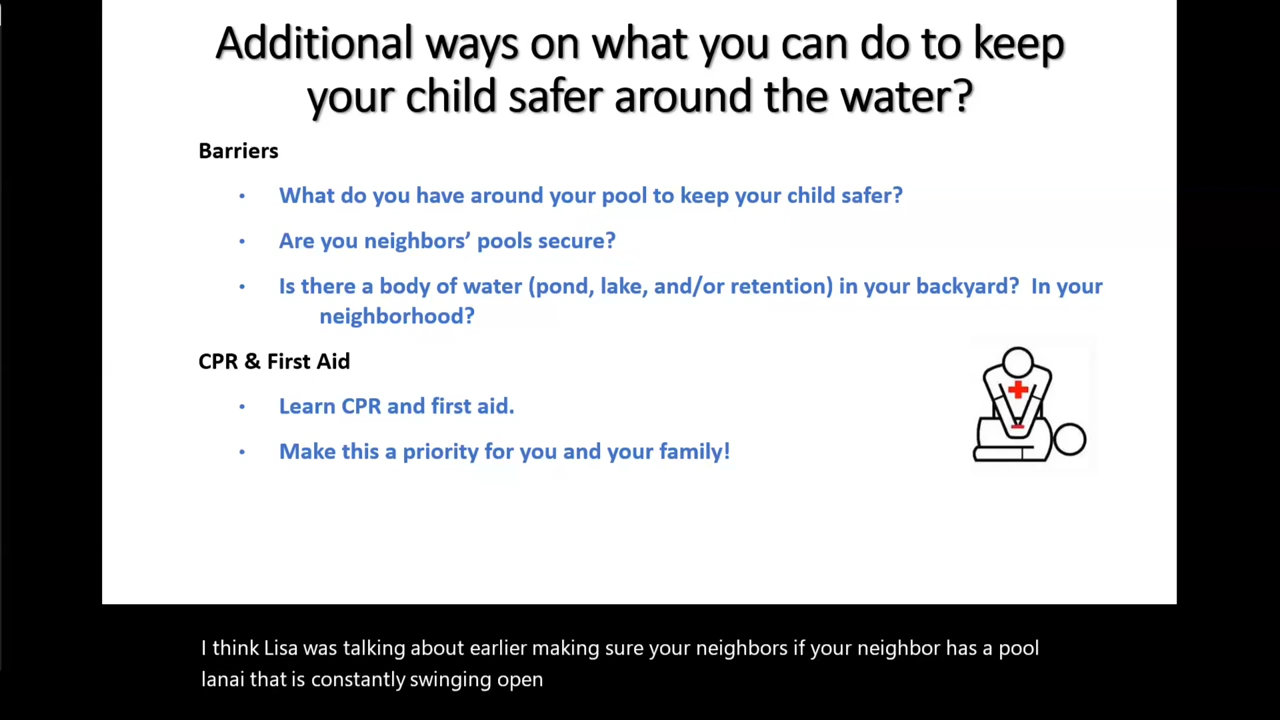 Additional ways on what you can do to keep
your child safer around the water?
Barriers
• What do you have around your pool to keep your child safer?
• Are you neighbors’ pools secure?
• Is there a body of water (pond, lake, and/or retention) in your backyard? In your
neighborhood?
CPR & First Aid
• Learn CPR and first aid.
• Make this a priority for you and your family!
I think Lisa was talking about earlier making sure your neighbors if your neighbor has a pool
lanai that is constantly swinging open